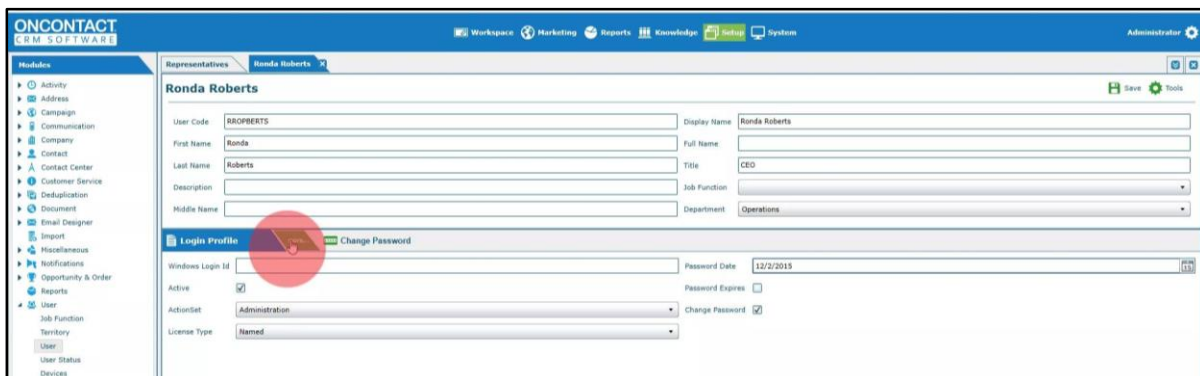 ONCONTACT
CRM SOFTWARE
Workspace Marketing Reports Knowledge Setup System
Administrator
Modules
Activity
Address
Campaign
Communication
Company
Contact
Contact Center
Customer Service
Deduplication
Document
Email Designer
Import
Miscellaneous
Notifications
Opportunity & Order
Reports
User
Job Function
Territory
User
User Status
Devices
Representatives Ronda Roberts X
Ronda Roberts
Save Tools
User Code RROPBERTS Display Name Ronda Roberts
First Name Ronda Full Name
Last Name Roberts Title CEO
Description Job Function
Middle Name Department Operations
Login Profile Change Password
Windows Login Id Password Date 12/2/2015 15
Active Password Expires
ActionSet Administration Change Password
License Type Named